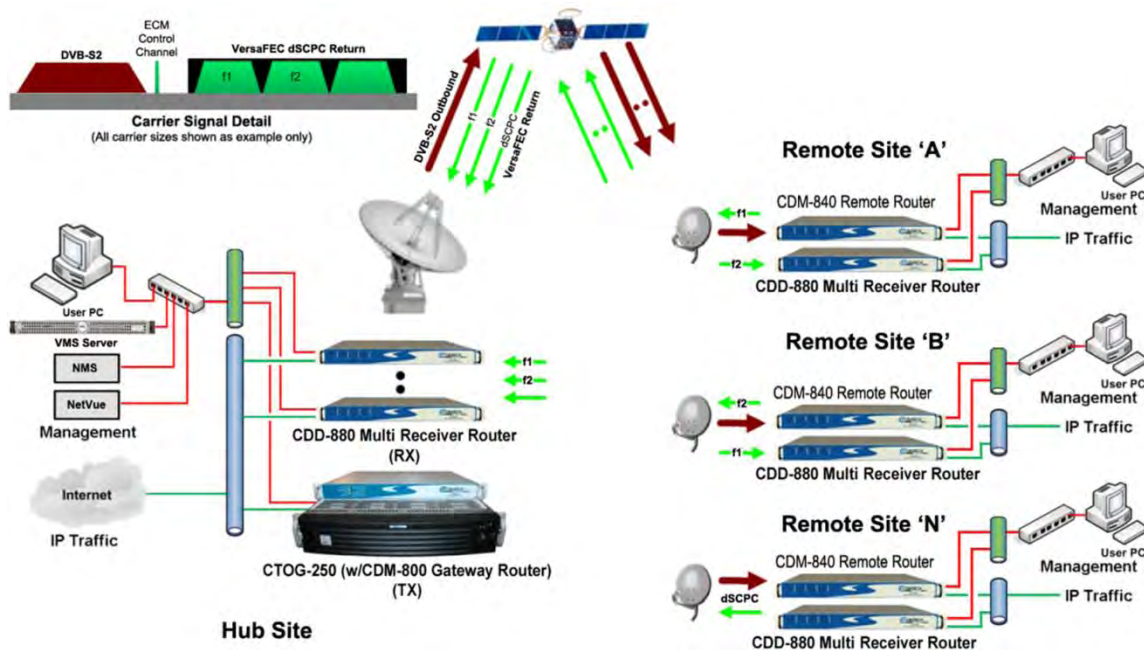 DVB-S2
ECM
Control
Channel
VersaFEC dSCPC Return
f1
f2
Carrier Signal Detail
(All carrier sizes shown as example only)
DVB-S2 Outbound
f1
f2
dSCPC
VersaFEC Return
User PC
VMS Server
NMS
NetVue
Management
Internet
IP Traffic
f1
f2
CDD-880 Multi Receiver Router
(RX)
CTOG-250 (w/CDM-800 Gateway Router)
(TX)
Hub Site
Remote Site ‘A’
CDM-840 Remote Router
f1
f2
User PC
Management
IP Traffic
CDD-880 Multi Receiver Router
Remote Site ‘B’
CDM-840 Remote Router
f2
f1
User PC
Management
IP Traffic
CDD-880 Multi Receiver Router
Remote Site ‘N’
CDM-840 Remote Router
dSCPC
User PC
Management
IP Traffic
CDD-880 Multi Receiver Router